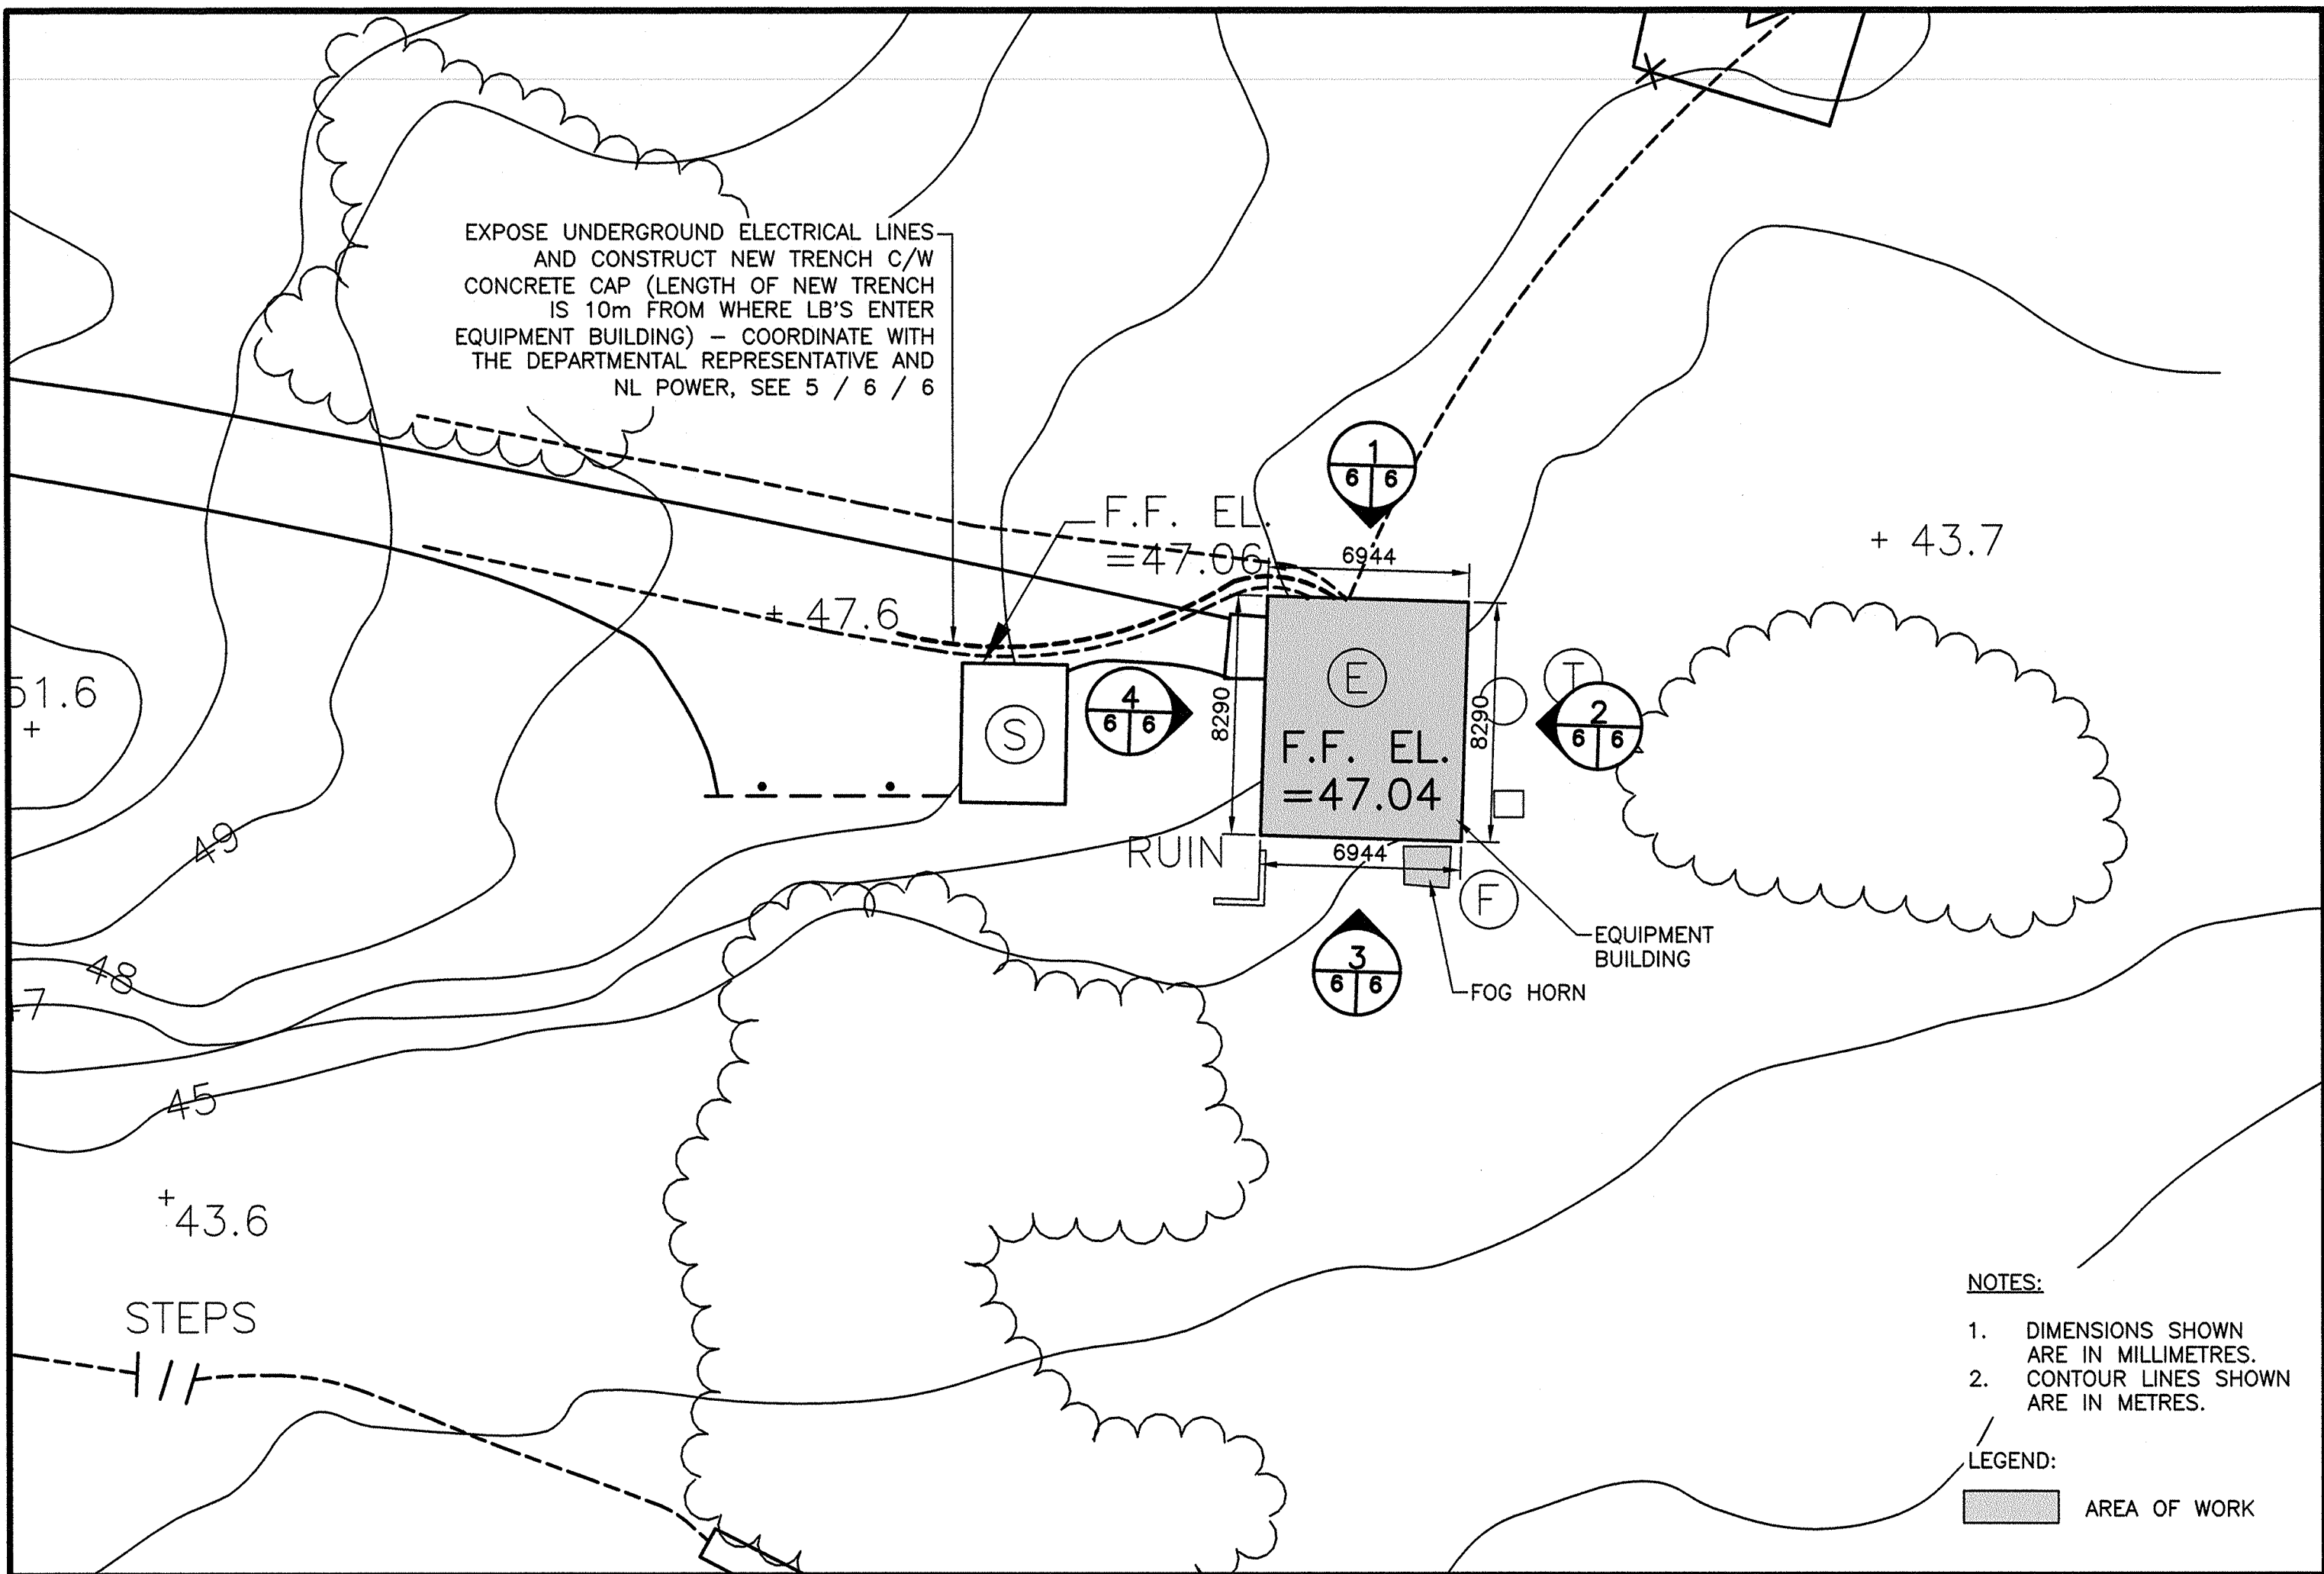 EXPOSE UNDERGROUND ELECTRICAL LINES
AND CONSTRUCT NEW TRENCH C/W
CONCRETE CAP (LENGTH OF NEW TRENCH
IS 10m FROM WHERE LB'S ENTER
EQUIPMENT BUILDING) – COORDINATE WITH
THE DEPARTMENTAL REPRESENTATIVE AND
NL POWER, SEE 5 / 6 / 6
1
6 6
F.F. EL.
=47.06
6944
+ 43.7
+ 47.6
51.6
+
S
4
6 6
8290
E
F.F. EL.
=47.04
8290
T
2
6 6
RUIN
6944
F
EQUIPMENT
BUILDING
3
6 6
FOG HORN
49
48
7
45
+
43.6
STEPS
NOTES:
1. DIMENSIONS SHOWN
ARE IN MILLIMETRES.
2. CONTOUR LINES SHOWN
ARE IN METRES.
LEGEND:
AREA OF WORK